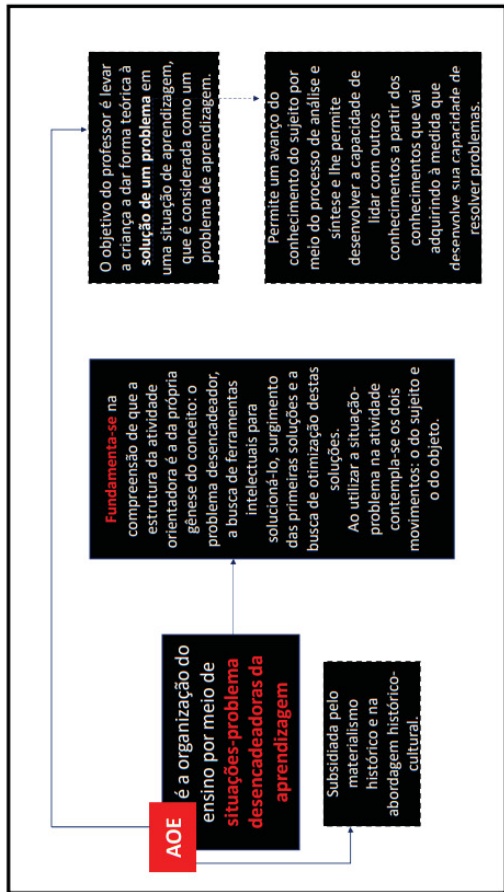 AOE
é a organização do
ensino por meio de
situações-problema
desencadeadoras da
aprendizagem
Subsidiada pelo
materialismo
histórico e na
abordagem histórico-
cultural.
Fundamenta-se na
compreensão de que a
estrutura da atividade
orientadora é a da própria
gênese do conceito: o
problema desencadeador,
a busca de ferramentas
intelectuais para
solucioná-lo, surgimento
das primeiras soluções e a
busca de otimização destas
soluções.
Ao utilizar a situação-
problema na atividade
contempla-se os dois
movimentos: o do sujeito e
o do objeto.
O objetivo do professor é levar
a criança a dar forma teórica à
solução de um problema em
uma situação de aprendizagem,
que é considerada como um
problema de aprendizagem.
Permite um avanço do
conhecimento do sujeito por
meio do processo de análise e
síntese e lhe permite
desenvolver a capacidade de
lidar com outros
conhecimentos a partir dos
conhecimentos que vai
adquirindo à medida que
desenvolve sua capacidade de
resolver problemas.